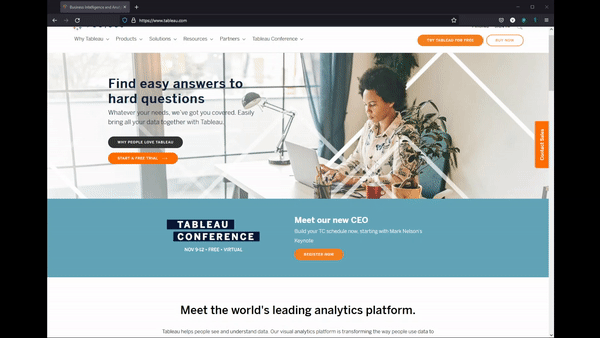 Business Intelligence and Anal
https://www.tableau.com
Why Tableau
Products
Solutions
Resources
Partners
Tableau Conference
TRY TABLEAU FOR FREE
BUY NOW
Find easy answers to
hard questions
Whatever your needs, we've got you covered. Easily
bring all your data together with Tableau.
WHY PEOPLE LOVE TABLEAU
START A FREE TRIAL
Contact Sales
TABLEAU
CONFERENCE
NOV 9-12 • FREE • VIRTUAL
Meet our new CEO
Build your TC schedule now, starting with Mark Nelson's
Keynote
REGISTER NOW
Meet the world's leading analytics platform.
Tableau helps people see and understand data. Our visual analytics platform is transforming the way people use data to